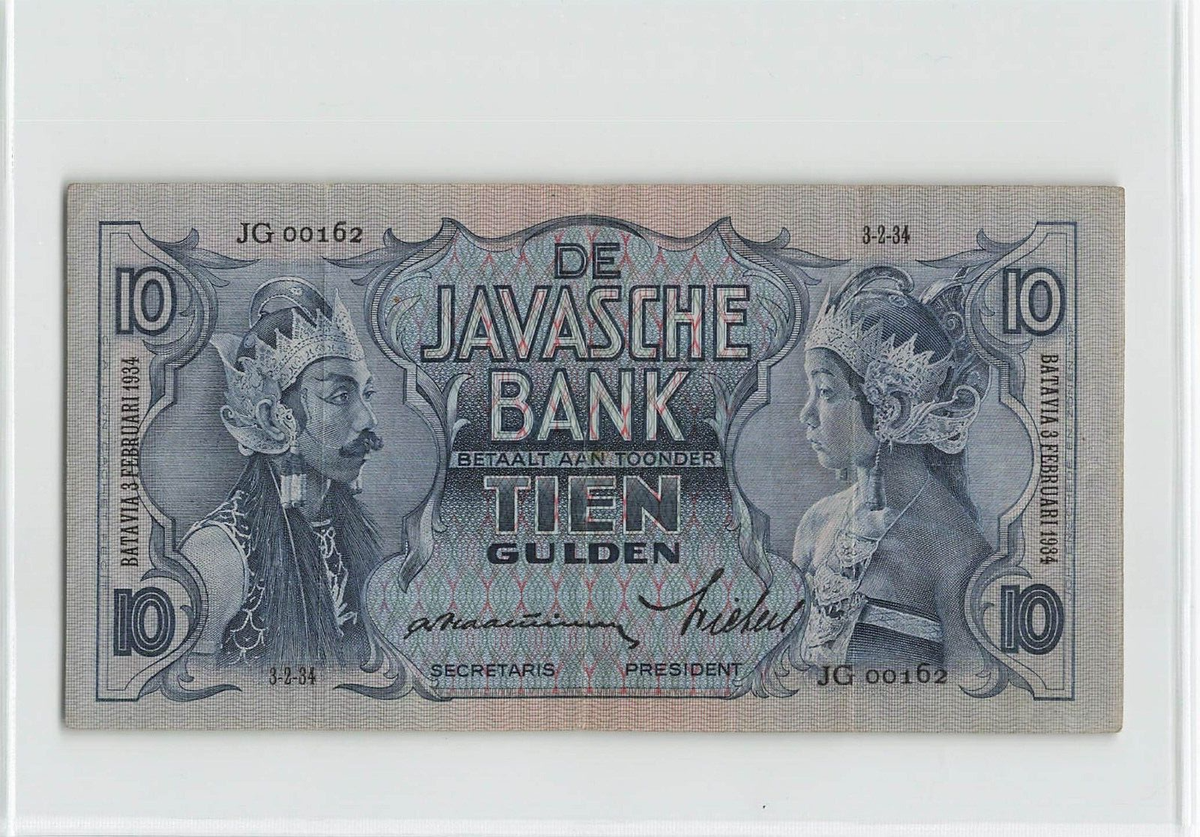 JG 00162
3-2-34
10
10
DE
JAVASCHE
BANK
BETAALT AAN TOONDER
TIEN
GULDEN
BATAVIA 3 FEBRUARI 1934
BATAVIA 3 FEBRUARI 1934
10
10
SECRETARIS PRESIDENT
3-2-34
JG 00162